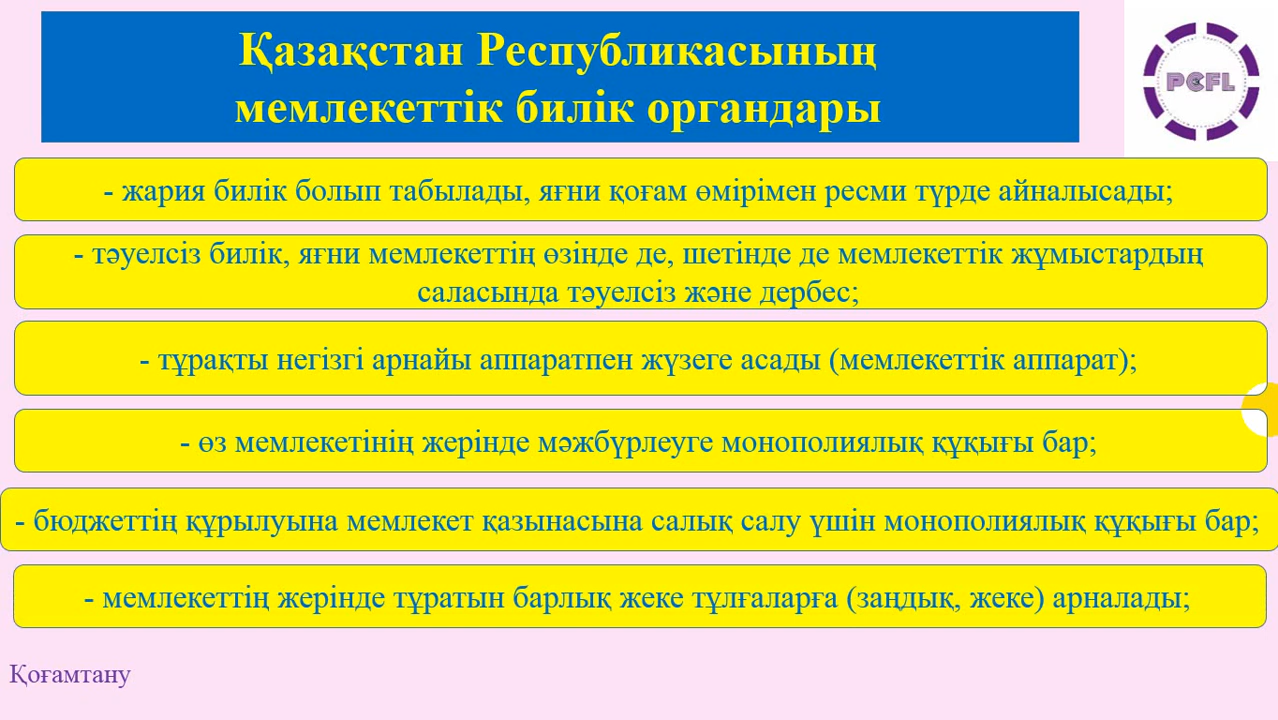 Қазақстан Республикасының
мемлекеттік билік органдары
PCFL
- жария билік болып табылады, яғни қоғам өмірімен ресми түрде айналысады;
- тәуелсіз билік, яғни мемлекеттің өзінде де, шетінде де мемлекеттік жұмыстардың
саласында тәуелсіз және дербес;
- тұрақты негізгі арнайы аппаратпен жүзеге асады (мемлекеттік аппарат);
- өз мемлекетінің жерінде мәжбүрлеуге монополиялық құқығы бар;
- бюджеттің құрылуына мемлекет қазынасына салық салу үшін монополиялық құқығы бар;
- мемлекеттің жерінде тұратын барлық жеке тұлғаларға (заңдық, жеке) арналады;
Қоғамтану